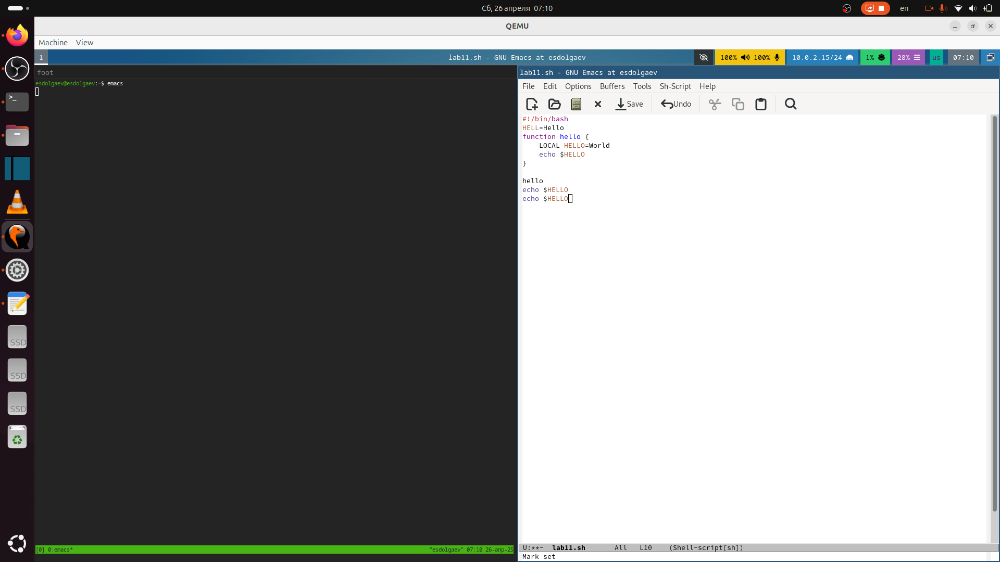 Сб, 26 апреля 07:10
en
QEMU
Machine View
1
lab11.sh - GNU Emacs at esdolgaev
100% 100%
10.0.2.15/24
1%
28%
us
07:10
foot
esdolgaev@esdolgaev:~$ emacs
[0] 0:emacs*
"esdolgaev" 07:10 26-апр-25
lab11.sh - GNU Emacs at esdolgaev
File Edit Options Buffers Tools Sh-Script Help
Save Undo
#!/bin/bash
HELL=Hello
function hello {
    LOCAL HELLO=World
    echo $HELLO
}
hello
echo $HELLO
echo $HELLO
U:**- lab11.sh All L10 (Shell-script[sh])
Mark set
>_
SSD
SSD
SSD